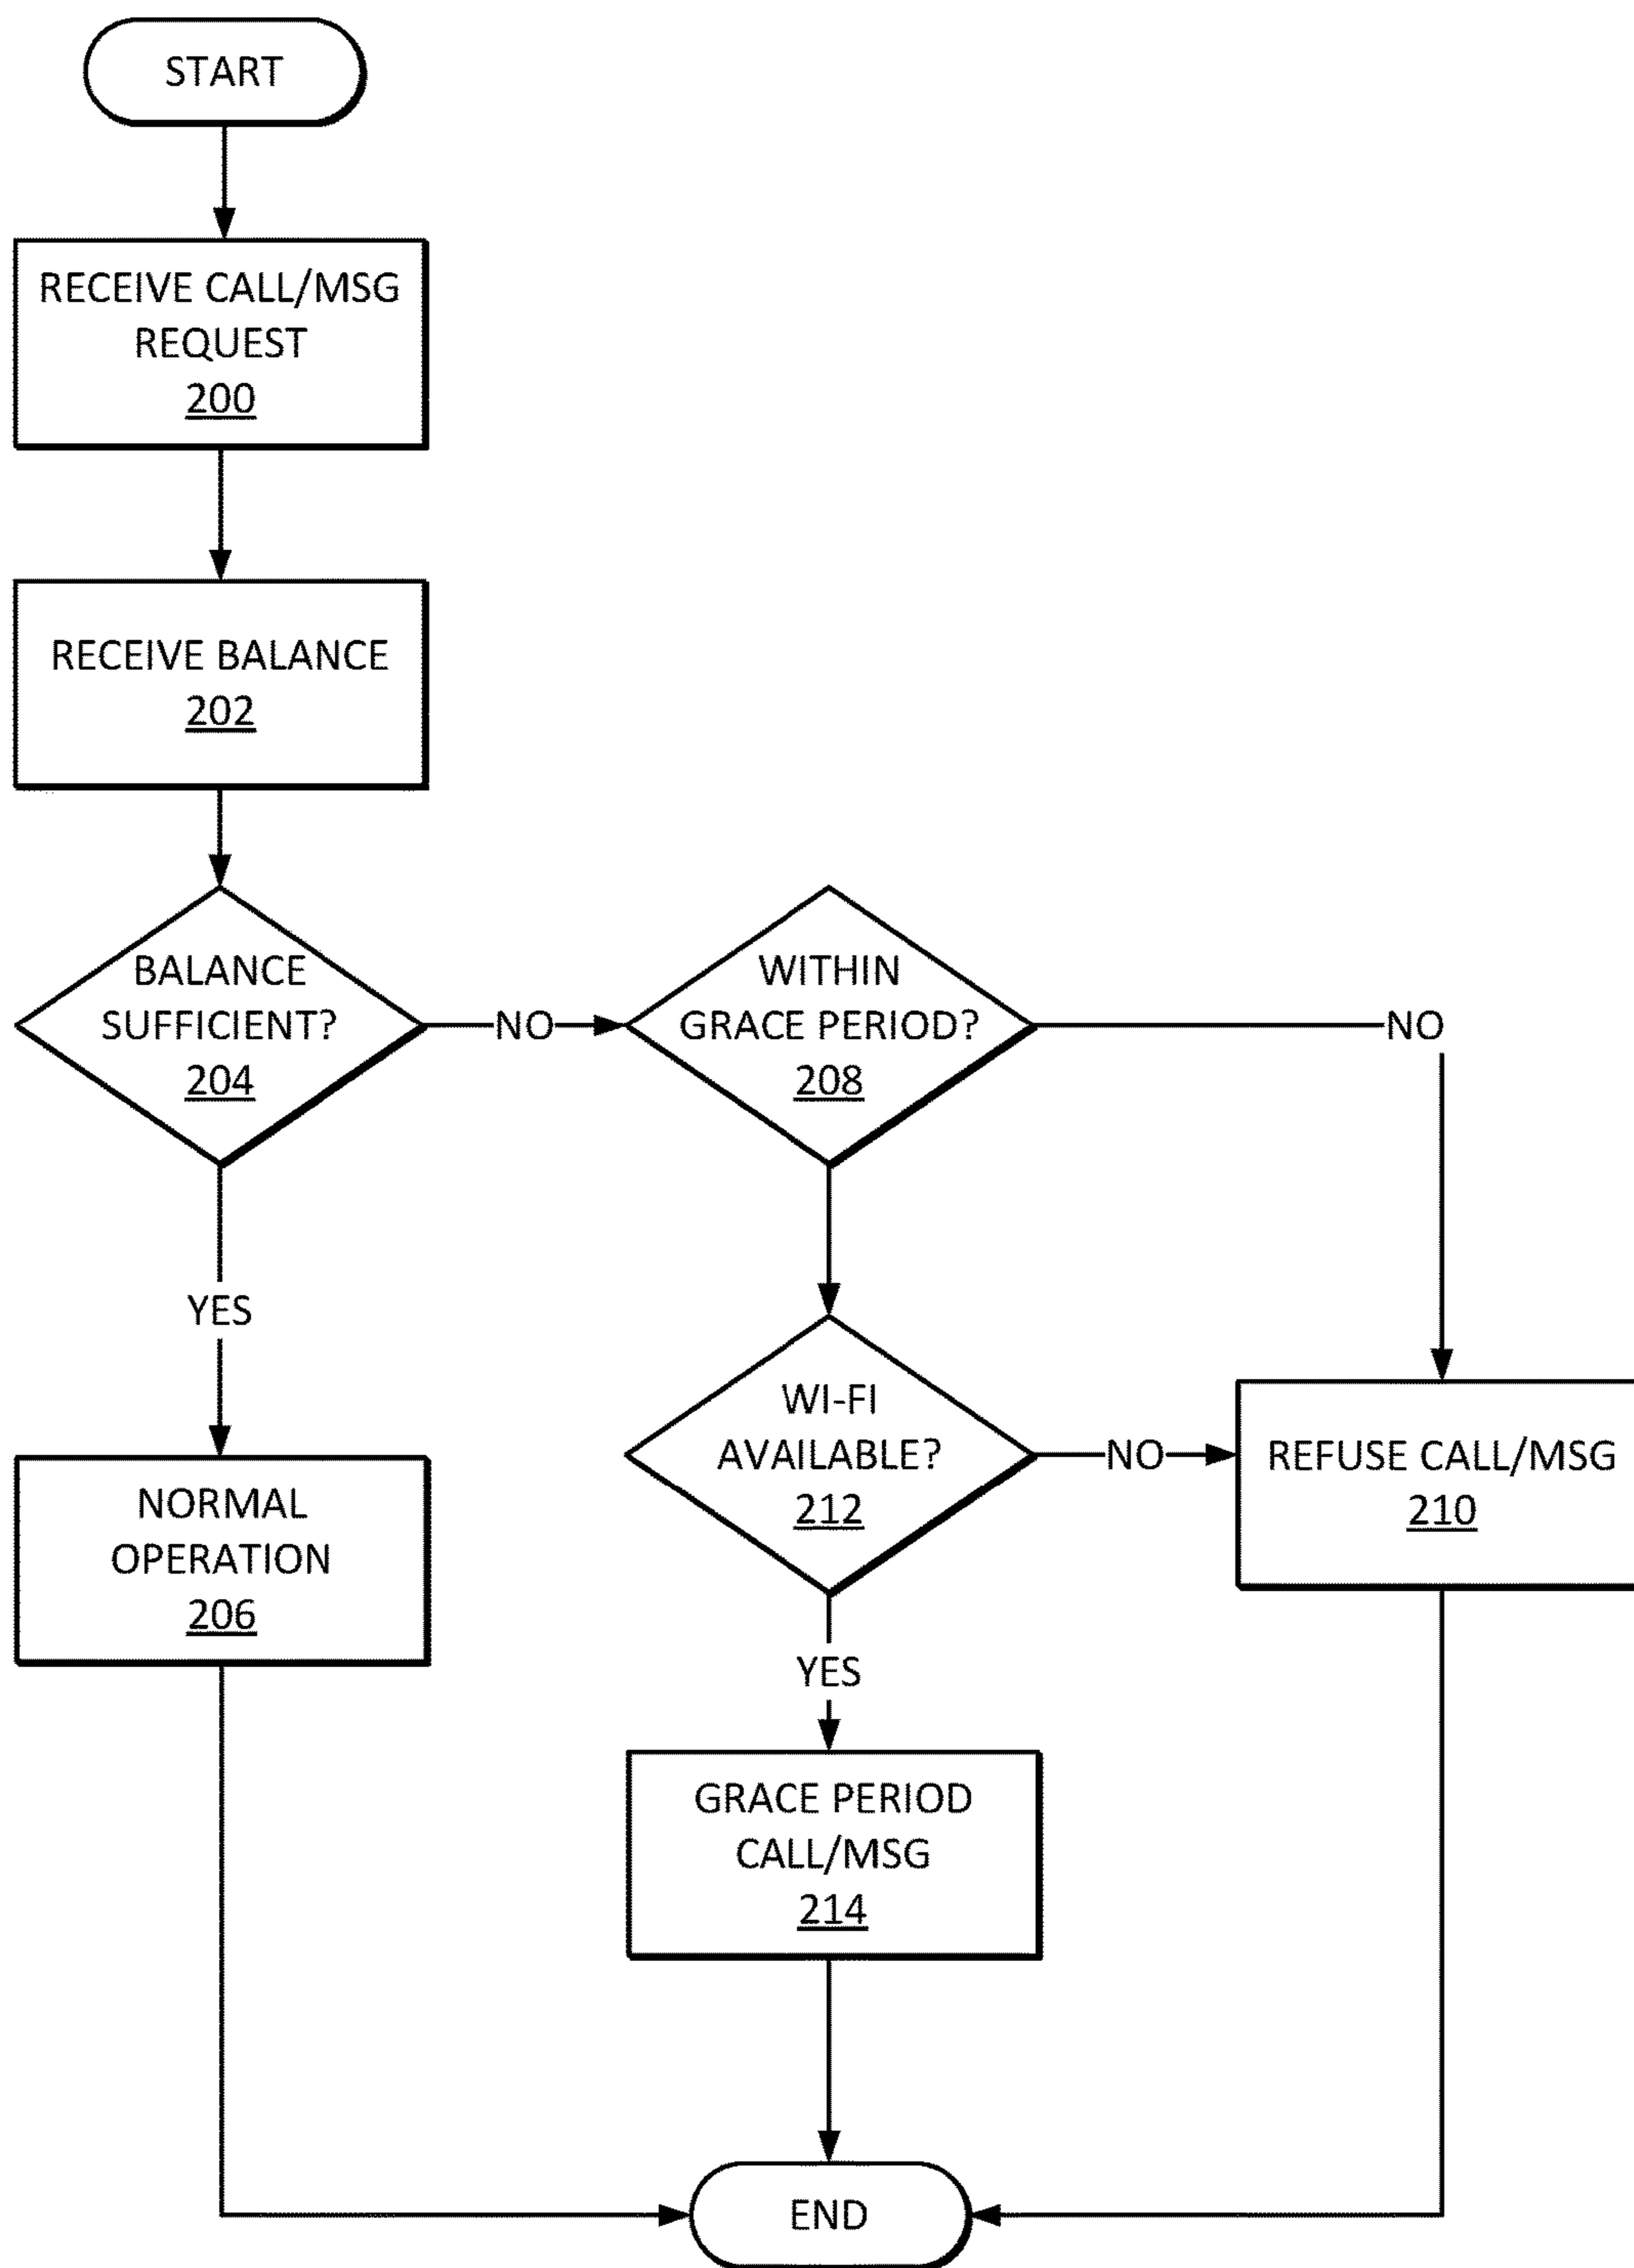 START
RECEIVE CALL/MSG
REQUEST
200
RECEIVE BALANCE
202
BALANCE
SUFFICIENT?
204
NO
WITHIN
GRACE PERIOD?
208
NO
YES
NORMAL
OPERATION
206
WI-FI
AVAILABLE?
212
NO
REFUSE CALL/MSG
210
YES
GRACE PERIOD
CALL/MSG
214
END